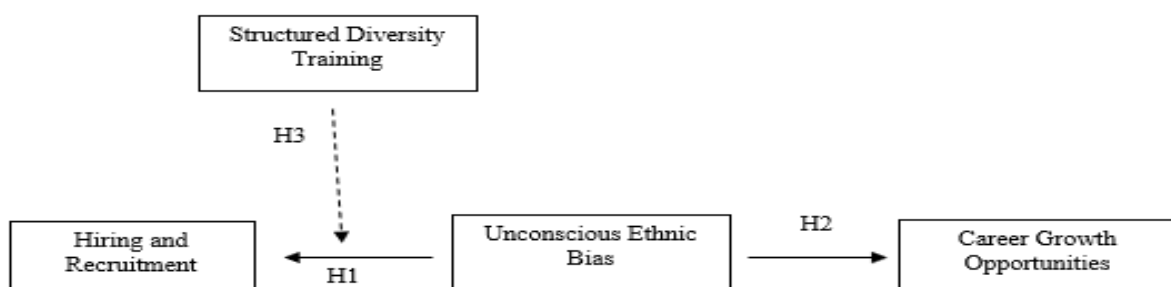 Structured Diversity
Training
H3
Hiring and
Recruitment
H1
Unconscious Ethnic
Bias
H2
Career Growth
Opportunities